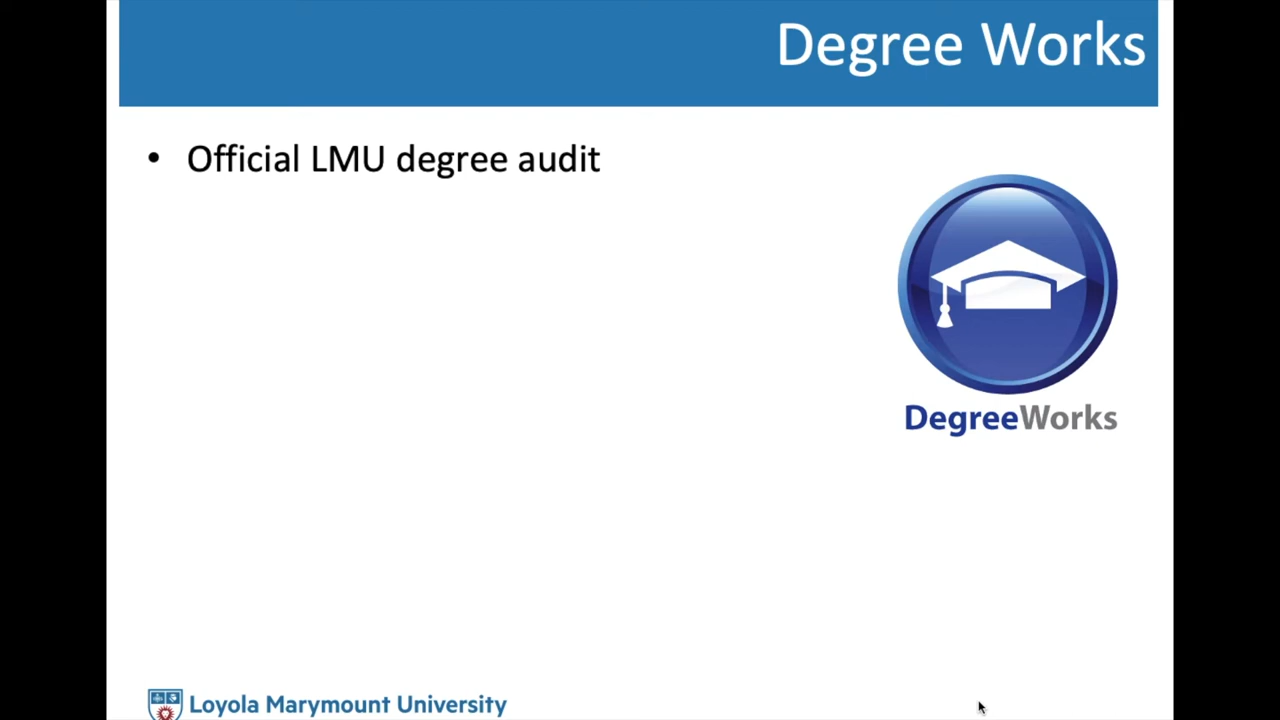 Degree Works
• Official LMU degree audit
DegreeWorks
Loyola Marymount University